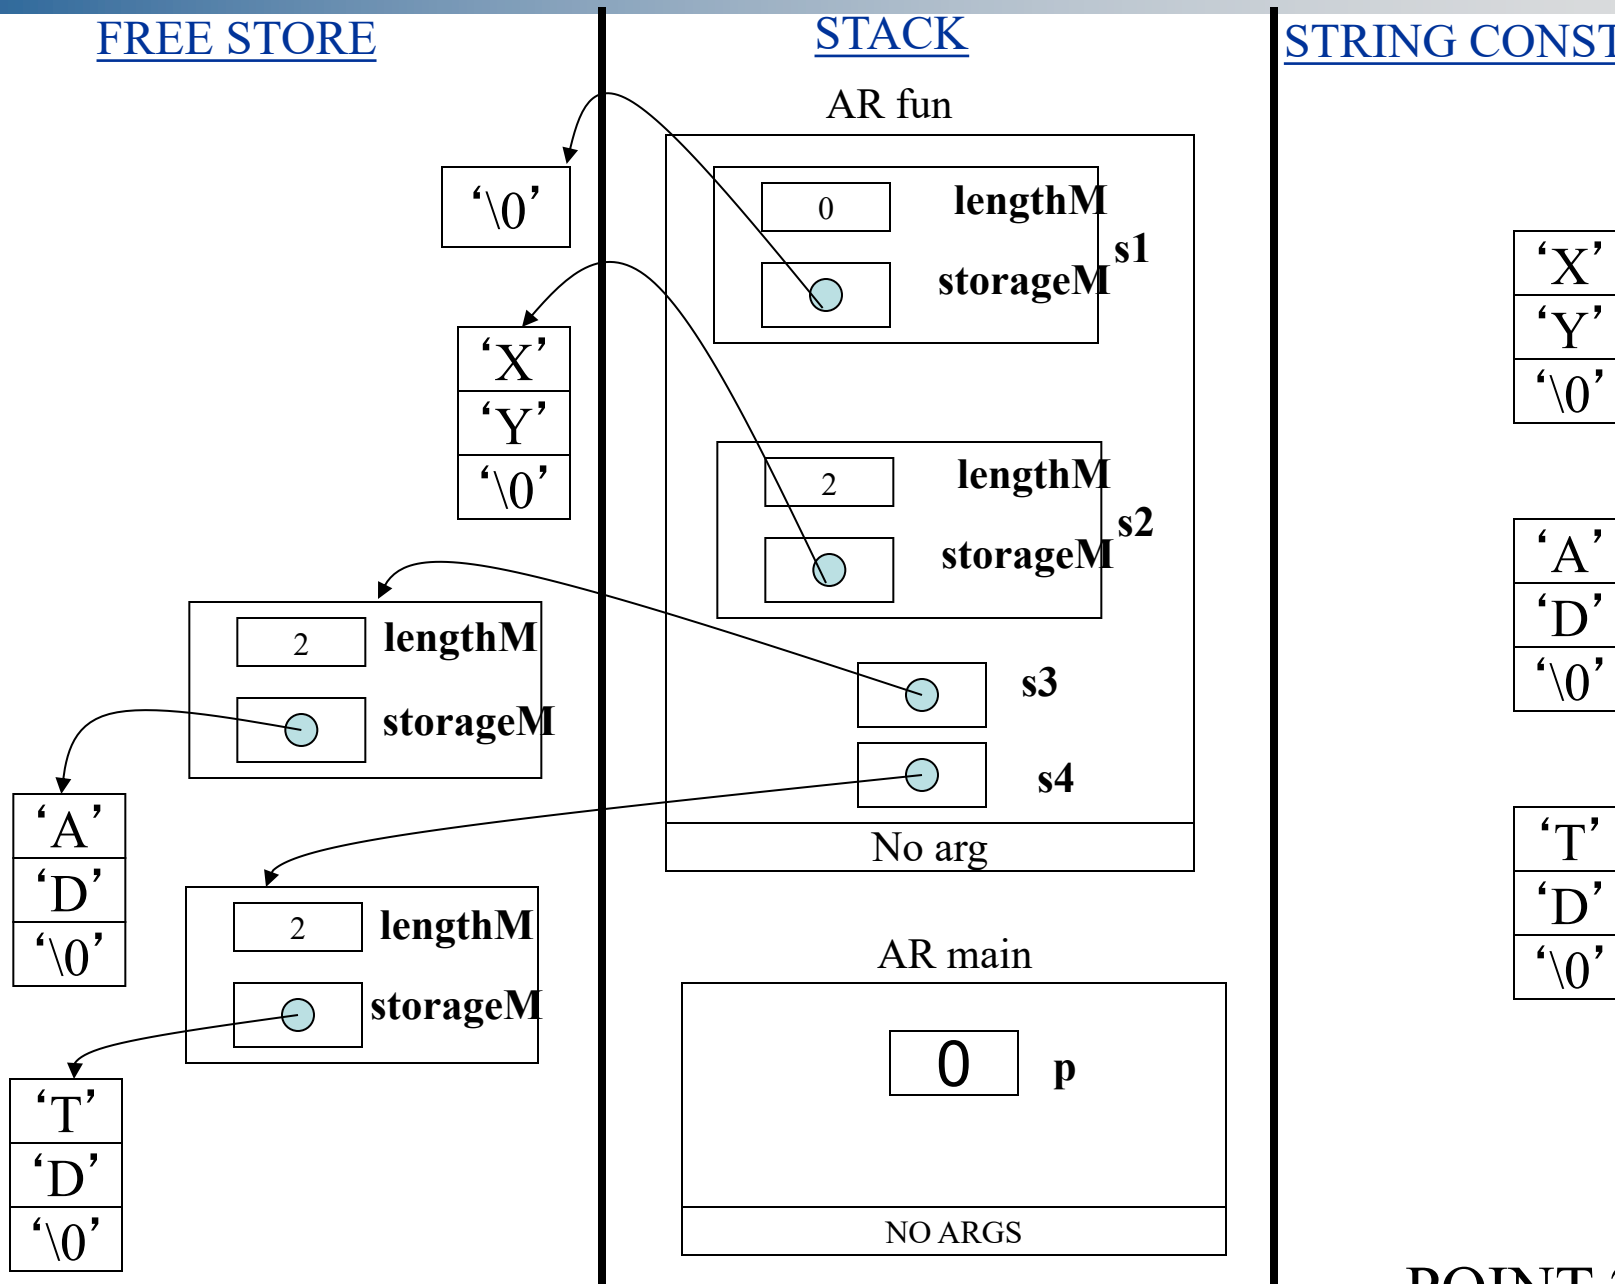 FREE STORE
STACK
STRING CONST
AR fun
‘\0’
0
lengthM
s1
storageM
‘X’
‘Y’
‘\0’
2
lengthM
s2
storageM
2
lengthM
storageM
s3
s4
‘A’
‘D’
‘\0’
No arg
2
lengthM
storageM
‘T’
‘D’
‘\0’
AR main
0
p
NO ARGS
‘X’
‘Y’
‘\0’
‘A’
‘D’
‘\0’
‘T’
‘D’
‘\0’
POINT